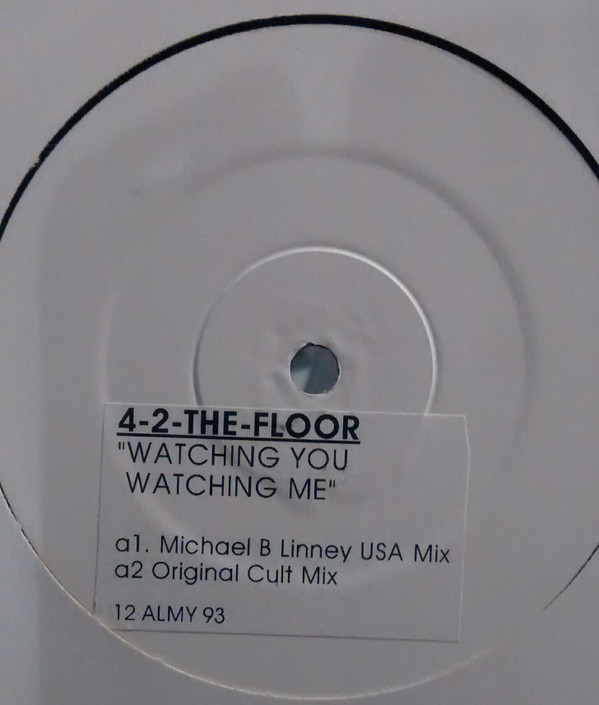 4-2-THE-FLOOR
"WATCHING YOU
WATCHING ME"
a1. Michael B Linney USA Mix
a2 Original Cult Mix
12 ALMY 93